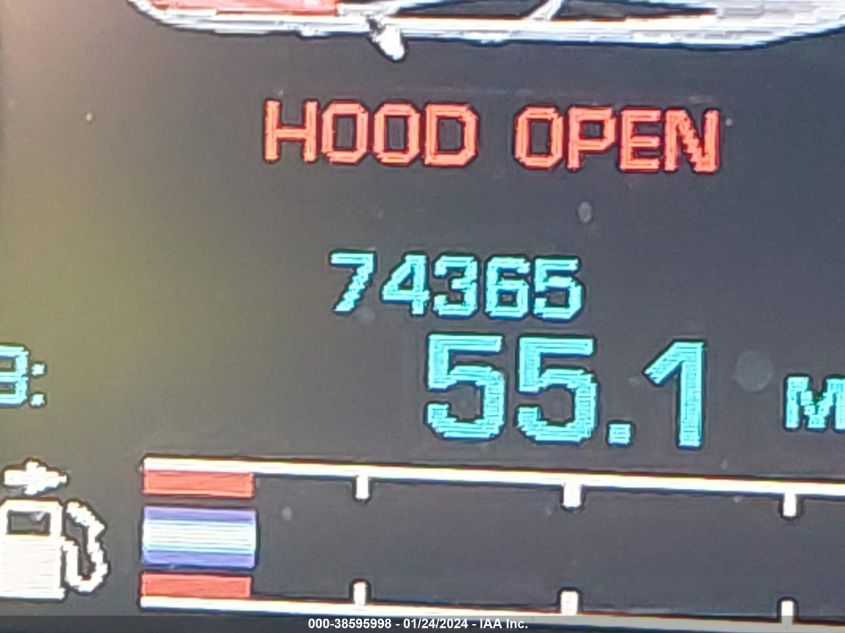 HOOD OPEN
74365
B: 55.1 M
000-38595998 - 01/24/2024 - IAA Inc.